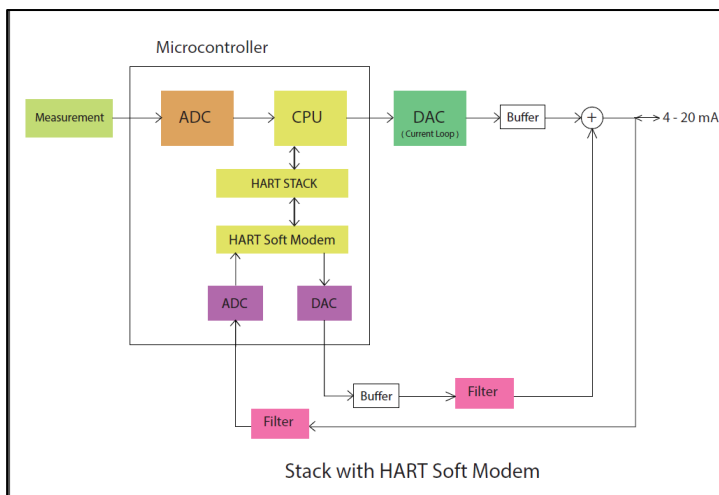 Microcontroller
Measurement
ADC
CPU
DAC
( Current Loop )
Buffer
+
4 - 20 mA
HART STACK
HART Soft Modem
ADC
DAC
Buffer
Filter
Filter
Stack with HART Soft Modem